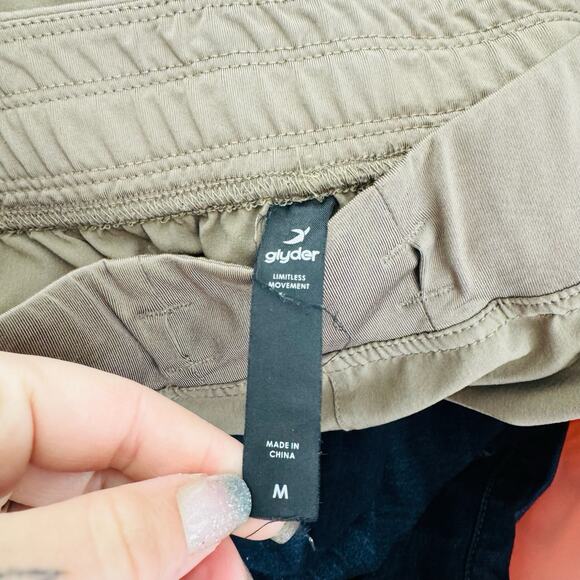 glyder
LIMITLESS
MOVEMENT
MADE IN
CHINA
M